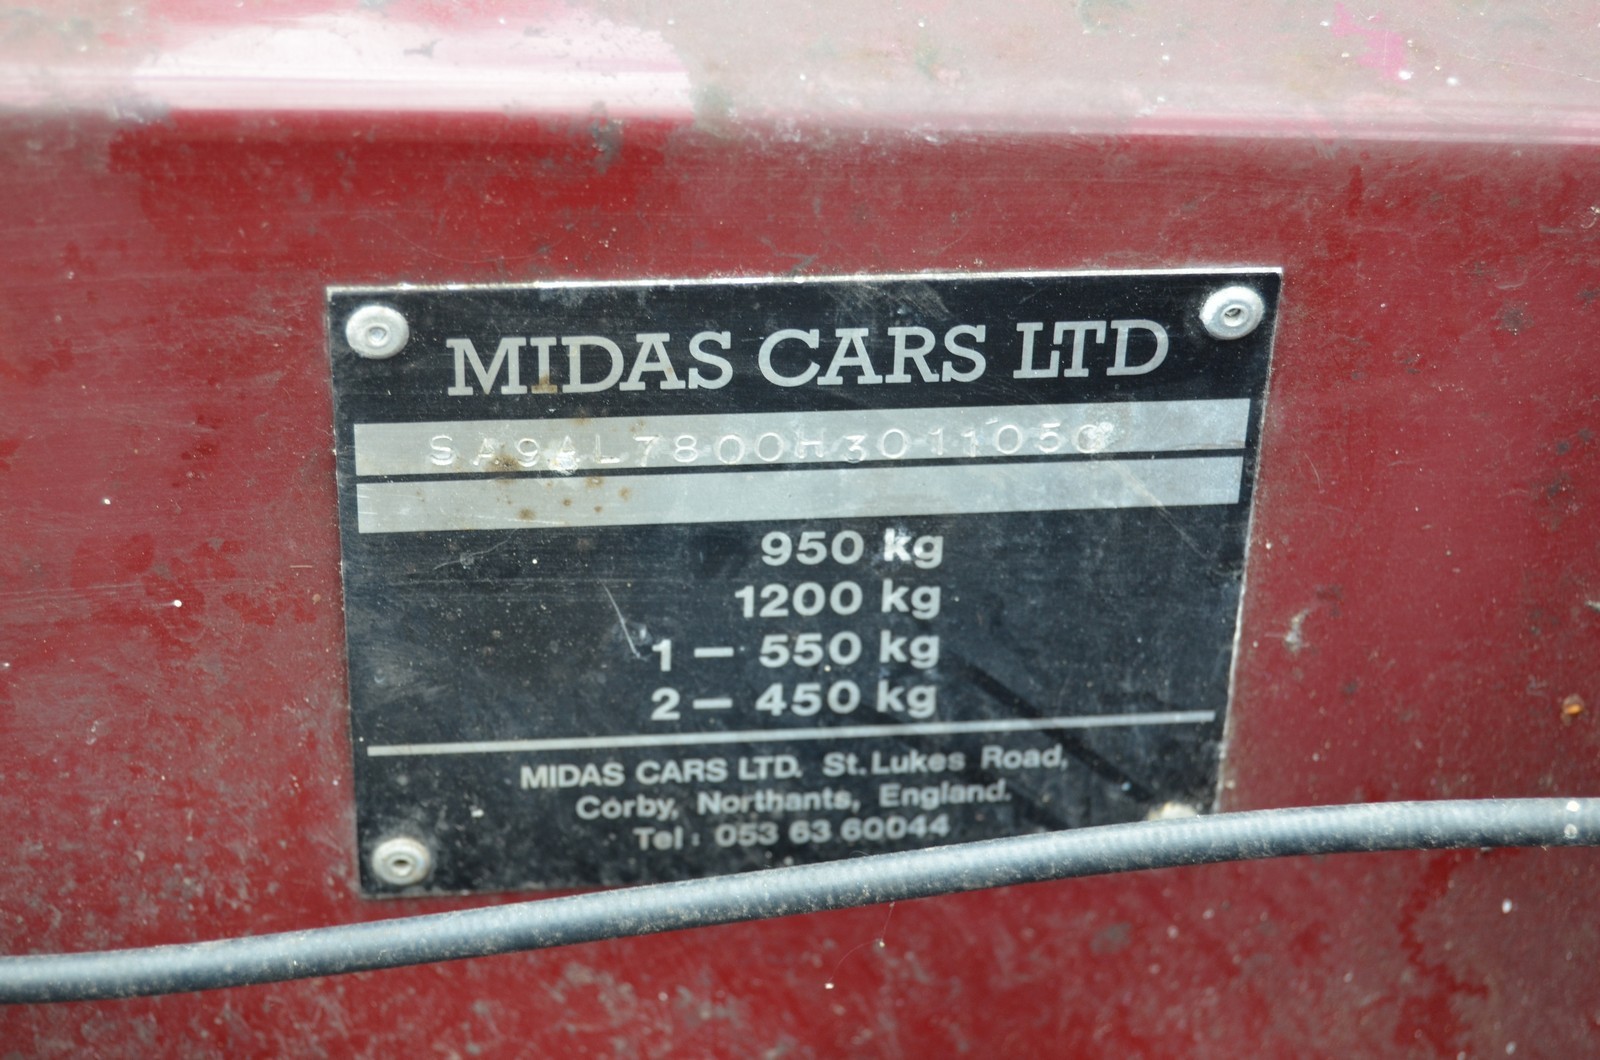 MIDAS CARS LTD
SA9AL7800H3011050
950 kg
1200 kg
1 — 550 kg
2 — 450 kg
MIDAS CARS LTD. St. Lukes Road,
Corby, Northants, England.
Tel: 053 63 60044